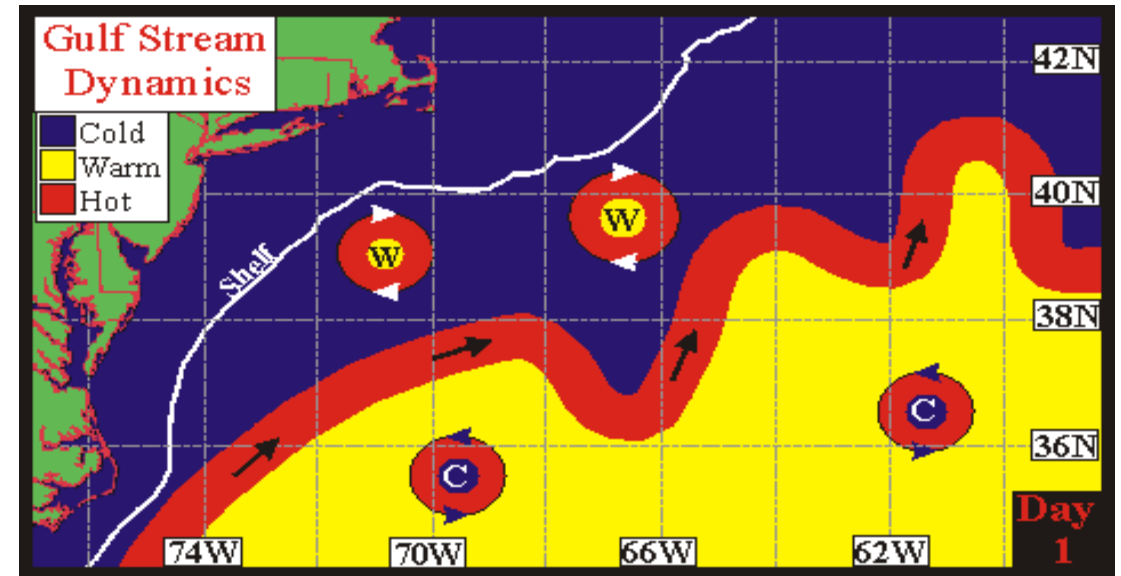 Gulf Stream
Dynamics
Cold
Warm
Hot
42N
40N
W
W
Shelf
38N
C
C
36N
74W
70W
66W
62W
Day
1